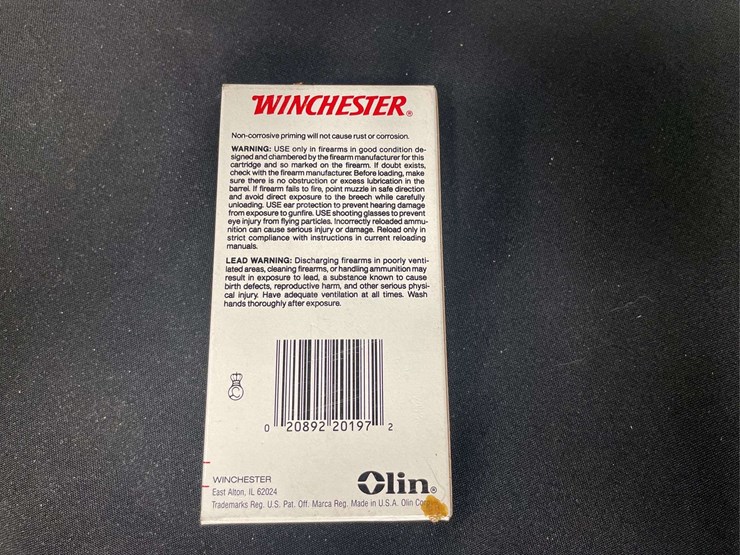 WINCHESTER®
Non-corrosive priming will not cause rust or corrosion.
WARNING: USE only in firearms in good condition de-
signed and chambered by the firearm manufacturer for this
cartridge and so marked on the firearm. If doubt exists,
check with the firearm manufacturer. Before loading, make
sure there is no obstruction or excess lubrication in the
barrel. If firearm fails to fire, point muzzle in safe direction
and avoid direct exposure to the breech while carefully
unloading. USE ear protection to prevent hearing damage
from exposure to gunfire. USE shooting glasses to prevent
eye injury from flying particles. Incorrectly reloaded ammu-
nition can cause serious injury or damage. Reload only in
strict compliance with instructions in current reloading
manuals.
LEAD WARNING: Discharging firearms in poorly venti-
lated areas, cleaning firearms, or handling ammunition may
result in exposure to lead, a substance known to cause
birth defects, reproductive harm, and other serious physi-
cal injury. Have adequate ventilation at all times. Wash
hands thoroughly after exposure.
0 20892 20197 2
WINCHESTER
East Alton, IL 62024
Olin®
Trademarks Reg. U.S. Pat. Off. Marca Reg. Made in U.S.A. Olin